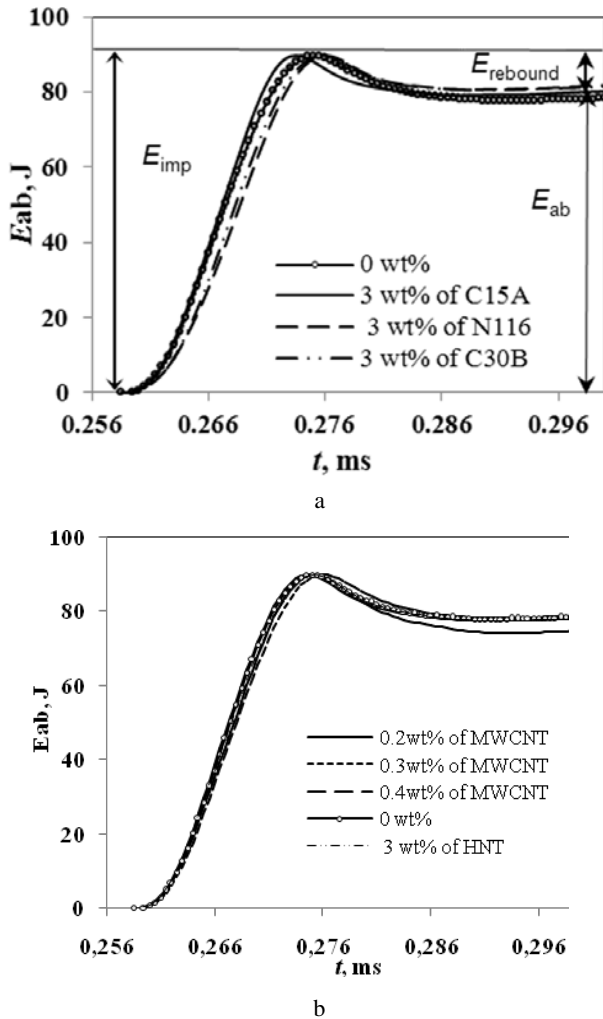 100
80
60
40
20
0
Eab, J
E_imp
E_rebound
E_ab
0 wt%
3 wt% of C15A
3 wt% of N116
3 wt% of C30B
0.256
0.266
0.276
0.286
0.296
t, ms
a
100
80
60
40
20
0
Eab, J
0.2wt% of MWCNT
0.3wt% of MWCNT
0.4wt% of MWCNT
0 wt%
3 wt% of HNT
0,256
0,266
0,276
0,286
0,296
t, ms
b